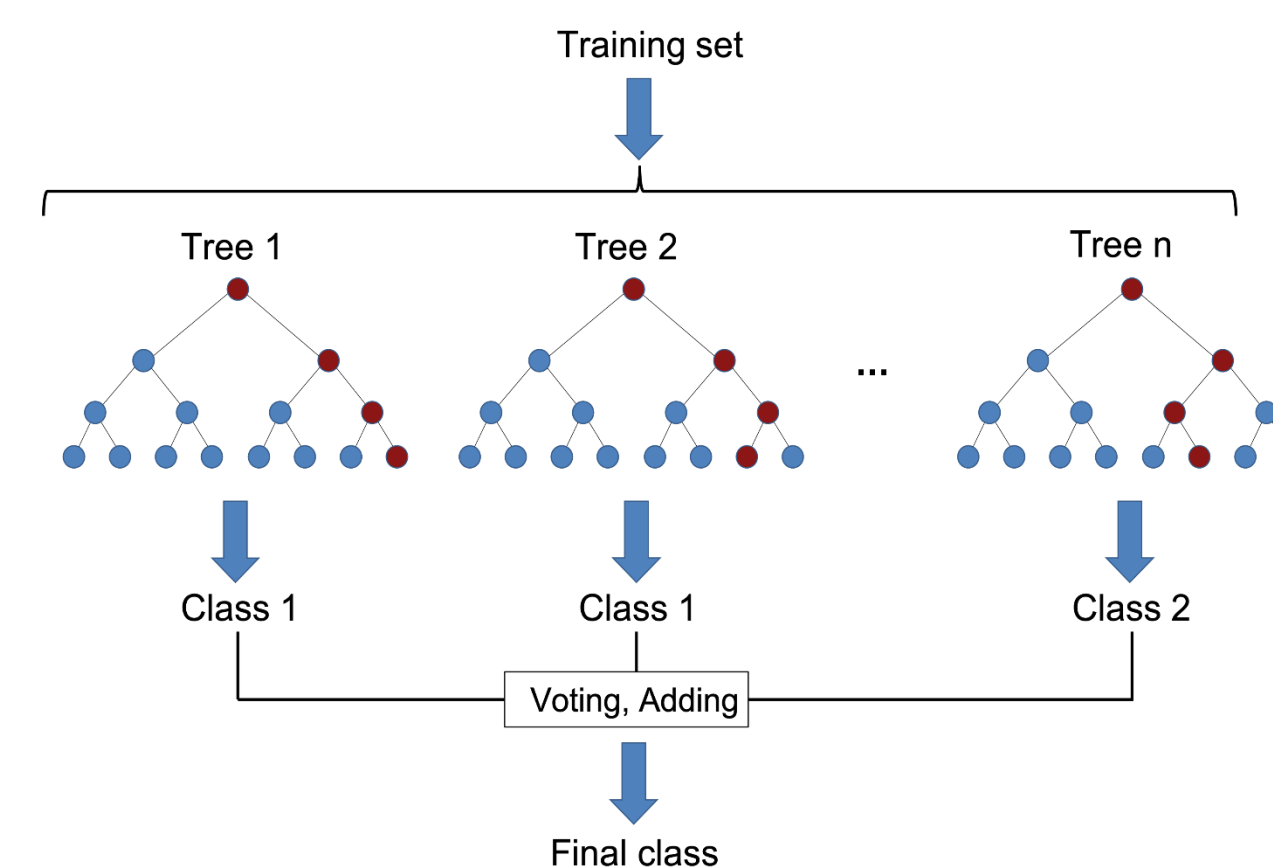 Training set
Tree 1
Tree 2
Tree n
...
Class 1
Class 1
Class 2
Voting, Adding
Final class